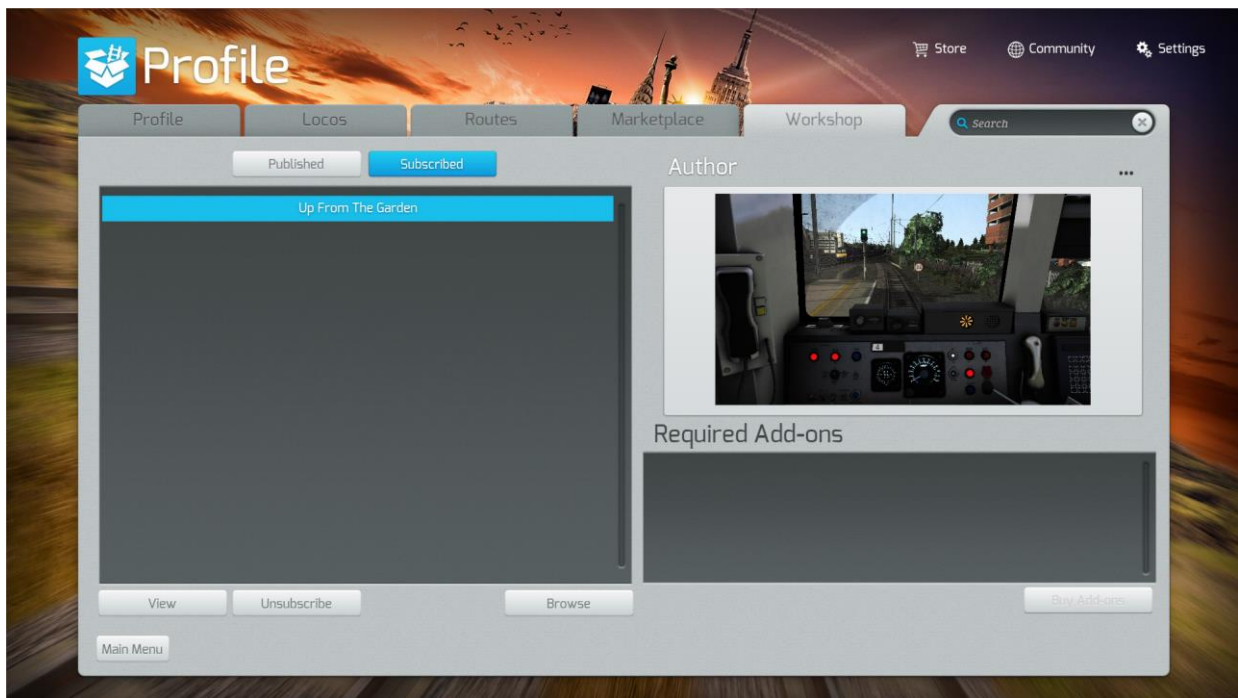 Profile
Store
Community
Settings
Profile
Locos
Routes
Marketplace
Workshop
Search
Published
Subscribed
Author
...
Up From The Garden
4
Required Add-ons
View
Unsubscribe
Browse
Buy Add-ons
Main Menu